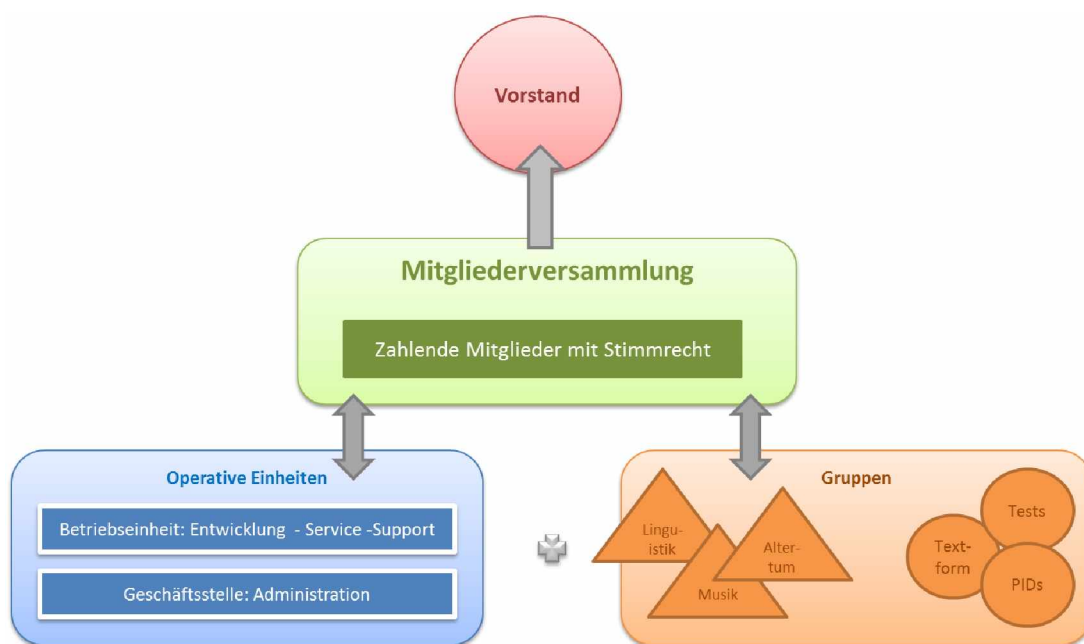 Vorstand
Mitgliederversammlung
Zahlende Mitglieder mit Stimmrecht
Operative Einheiten
Betriebseinheit: Entwicklung - Service -Support
Geschäftsstelle: Administration
Gruppen
Lingu-
istik
Alter-
tum
Musik
Tests
Text-
form
PIDs